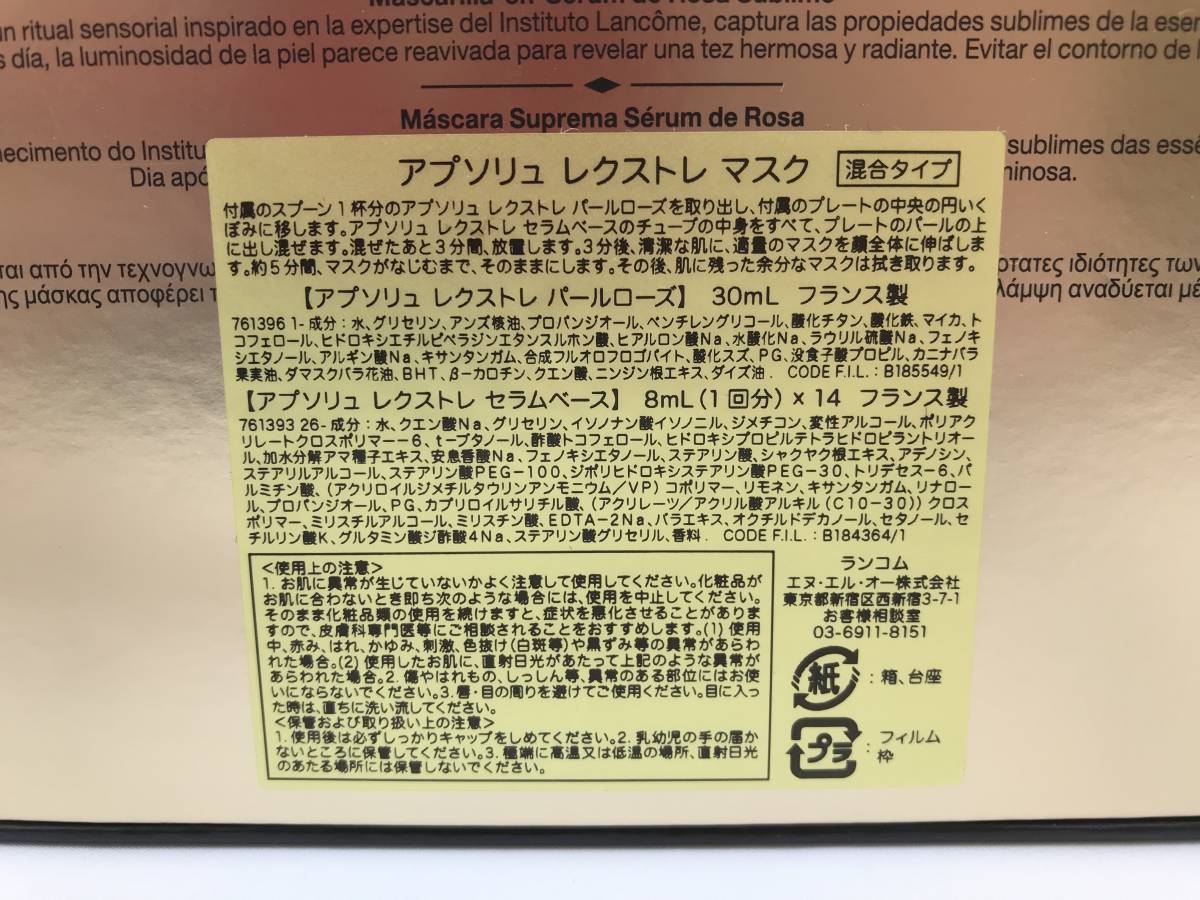 Mascarilla en Sérum de Rosa Sublime
un ritual sensorial inspirado en la expertise del Instituto Lancôme, captura las propiedades sublimes de la esen
s día, la luminosidad de la piel parece reavivada para revelar una tez hermosa y radiante. Evitar el contorno de l
Máscara Suprema Sérum de Rosa
hecimento do Institu
sublimes das essê
Dia apó
minosa.
ται από την τεχνογνω
ότατες ιδιότητες των
ης μάσκας αποφέρει τ
λάμψη αναδύεται μέ
アプソリュ レクストレ マスク 混合タイプ
付属のスプーン1杯分のアプソリュ レクストレ パールローズを取り出し、付属のプレートの中央の円いく
ぼみに移します。アプソリュ レクストレ セラムベースのチューブの中身をすべて、プレートのパールの上
に出し混ぜます。混ぜたあと3分間、放置します。3分後、清潔な肌に、適量のマスクを顔全体に伸ばしま
す。約5分間、マスクがなじむまで、そのままにします。その後、肌に残った余分なマスクは拭き取ります。
【アプソリュ レクストレ パールローズ】 30mL フランス製
761396 1- 成分：水、グリセリン、アンズ核油、プロパンジオール、ペンチレングリコール、酸化チタン、酸化鉄、マイカ、ト
コフェロール、ヒドロキシエチルピペラジンエタンスルホン酸、ヒアルロン酸Na、水酸化Na、ラウリル硫酸Na、フェノキ
シエタノール、アルギン酸Na、キサンタンガム、合成フルオロフロゴパイト、酸化スズ、PG、没食子酸プロピル、カニナバラ
果実油、ダマスクバラ花油、BHT、β-カロチン、クエン酸、ニンジン根エキス、ダイズ油． CODE F.I.L.：B185549/1
【アプソリュ レクストレ セラムベース】 8mL（1回分）× 14 フランス製
761393 26- 成分：水、クエン酸Na、グリセリン、イソノナン酸イソノニル、ジメチコン、変性アルコール、ポリアク
リレートクロスポリマー-6、t-ブタノール、酢酸トコフェロール、ヒドロキシプロピルテトラヒドロピラントリオー
ル、加水分解アマ種子エキス、安息香酸Na、フェノキシエタノール、ステアリン酸、シャクヤク根エキス、アデノシン、
ステアリルアルコール、ステアリン酸PEG-100、ジポリヒドロキシステアリン酸PEG-30、トリデセス-6、パ
ルミチン酸、（アクリロイルジメチルタウリンアンモニウム／VP）コポリマー、リモネン、キサンタンガム、リナロー
ル、プロパンジオール、PG、カプリロイルサリチル酸、（アクリレーツ／アクリル酸アルキル（C10-30））クロス
ポリマー、ミリスチルアルコール、ミリスチン酸、EDTA-2Na、バラエキス、オクチルドデカノール、セタノール、セ
チルリン酸K、グルタミン酸ジ酢酸4Na、ステアリン酸グリセリル、香料． CODE F.I.L.：B184364/1
＜使用上の注意＞
1. お肌に異常が生じていないかよく注意して使用してください。化粧品が
お肌に合わないとき即ち次のような場合には、使用を中止してください。
そのまま化粧品類の使用を続けますと、症状を悪化させることがありま
すので、皮膚科専門医等にご相談されることをおすすめします。(1) 使用
中、赤み、はれ、かゆみ、刺激、色抜け(白斑等)や黒ずみ等の異常があらわ
れた場合。(2) 使用したお肌に、直射日光があたって上記のような異常が
あらわれた場合。2. 傷やはれもの、しっしん等、異常のある部位にはお使
いにならないでください。3. 唇・目の周りを避けてご使用ください。目に入っ
た時は、直ちに洗い流してください。
＜保管および取り扱い上の注意＞
1. 使用後は必ずしっかりキャップをしめてください。2. 乳幼児の手の届か
ないところに保管してください。3. 極端に高温又は低温の場所、直射日光
のあたる場所には保管しないでください。
ランコム
エヌ・エル・オー株式会社
東京都新宿区西新宿3-7-1
お客様相談室
03-6911-8151
紙：箱、台座
プラ：フィルム
枠